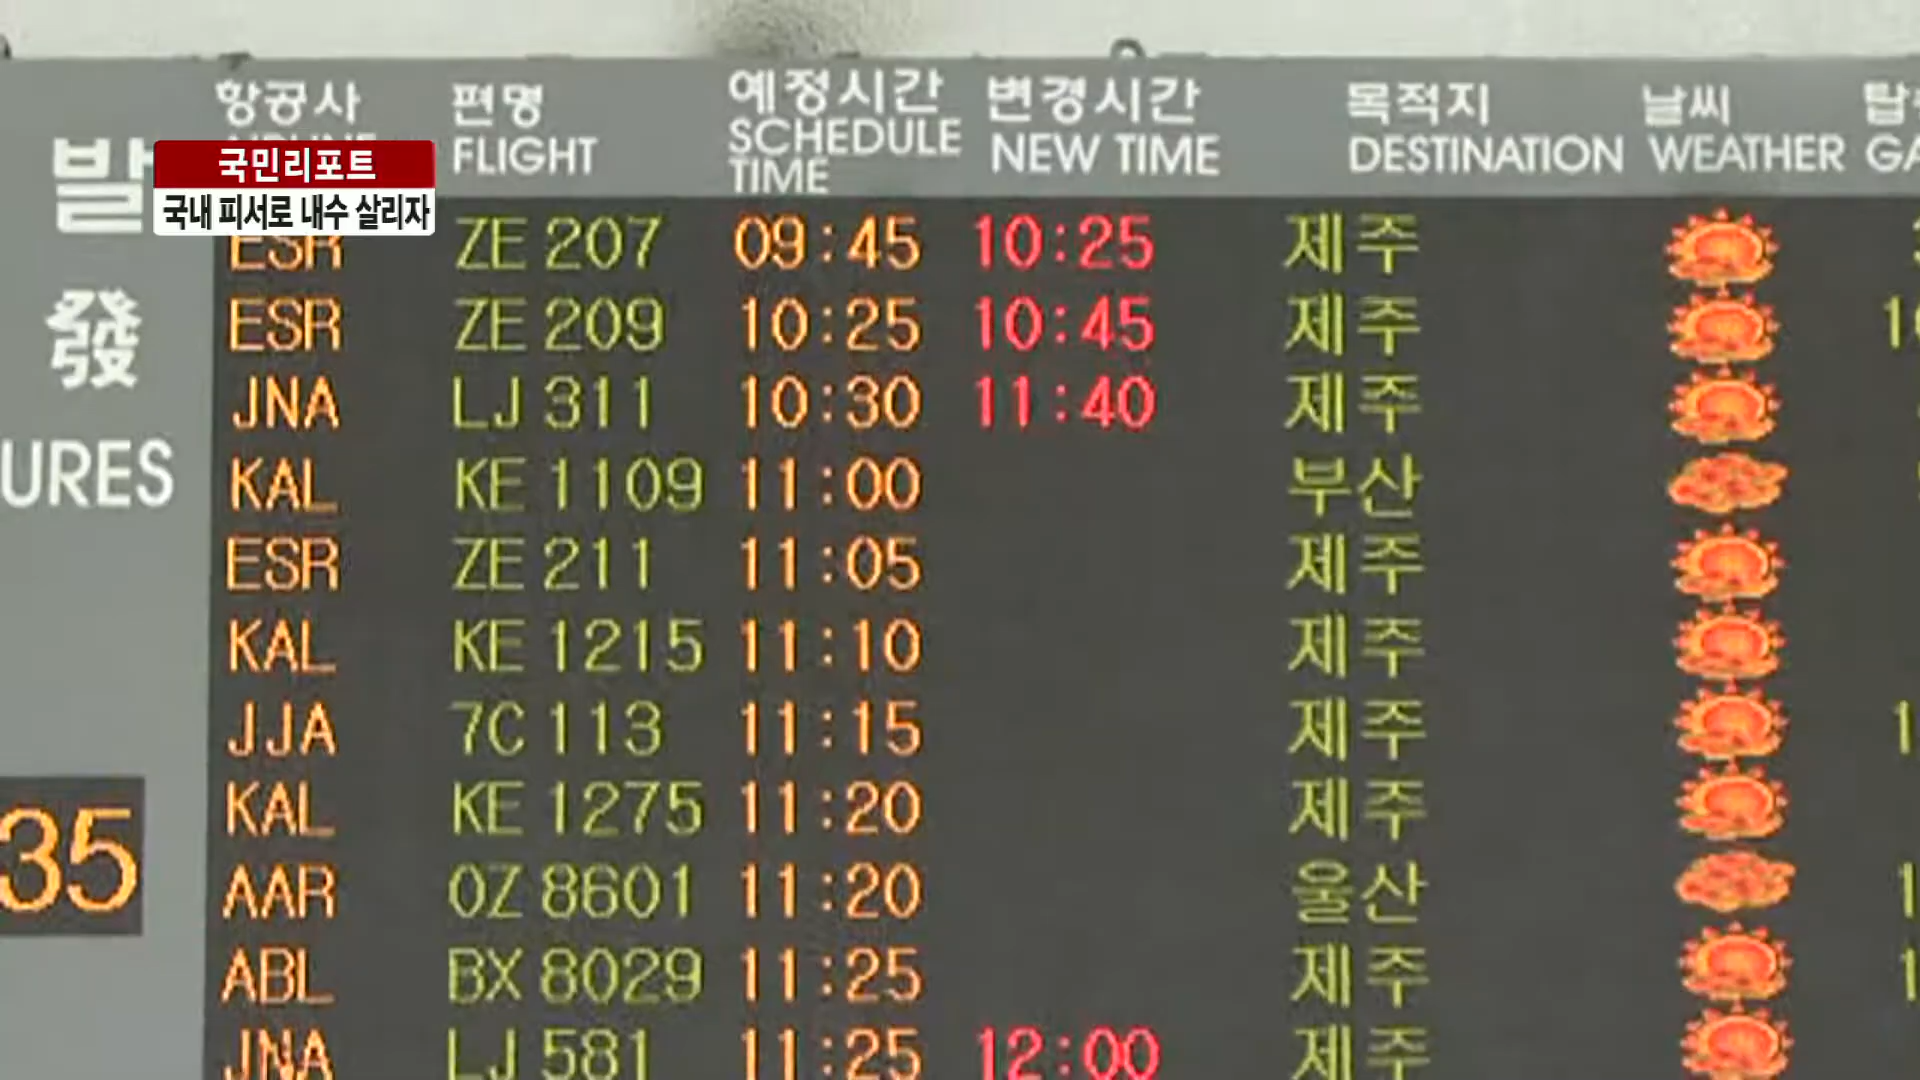 항공사 편명 예정시간 변경시간 목적지 날씨
FLIGHT SCHEDULE TIME NEW TIME DESTINATION WEATHER
국민리포트
국내 피서로 내수 살리자
발
發
URES
35
ESR ZE 207 09:45 10:25 제주
ESR ZE 209 10:25 10:45 제주
JNA LJ 311 10:30 11:40 제주
KAL KE 1109 11:00 부산
ESR ZE 211 11:05 제주
KAL KE 1215 11:10 제주
JJA 7C 113 11:15 제주
KAL KE 1275 11:20 제주
AAR OZ 8601 11:20 울산
ABL BX 8029 11:25 제주
JNA LJ 581 11:25 12:00 제주